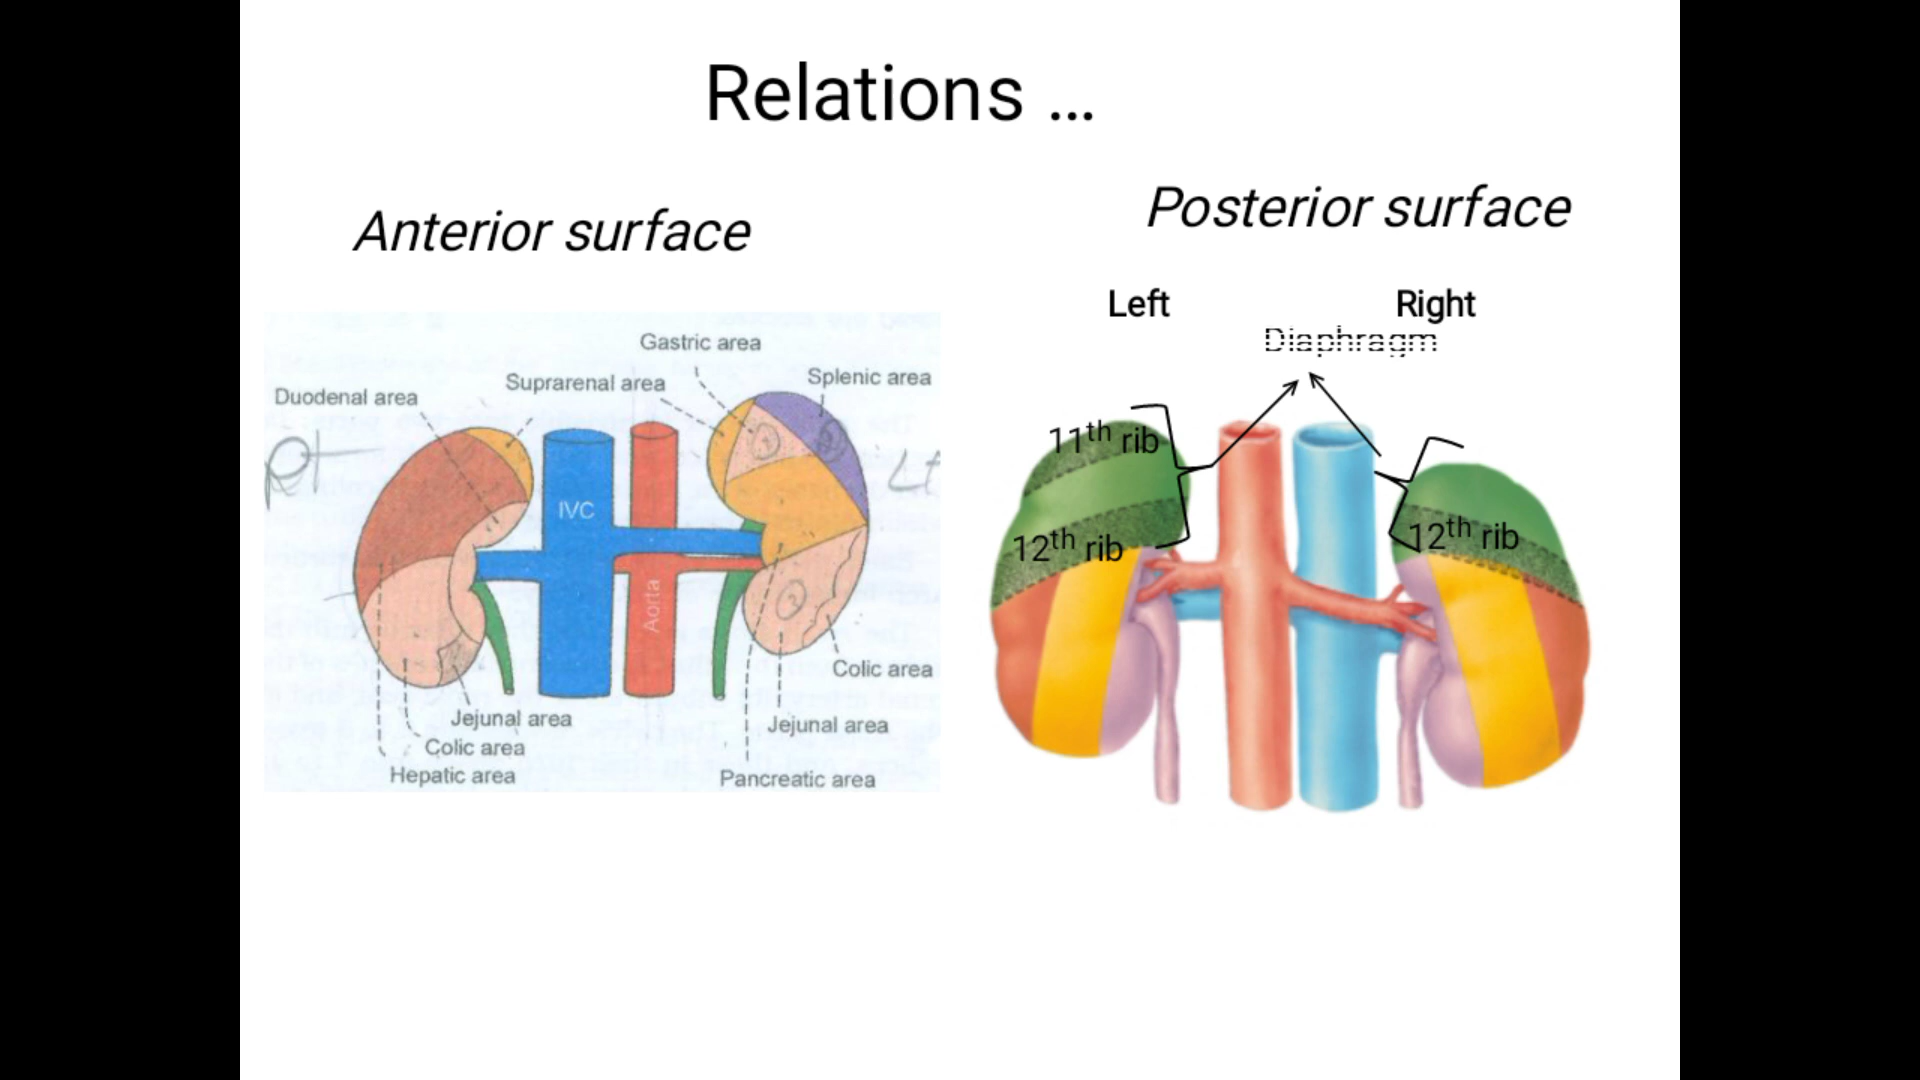 Relations ...
Anterior surface
Posterior surface
Left
Right
Diaphragm
Gastric area
Splenic area
Suprarenal area
Duodenal area
Rt
Lt
IVC
Aorta
Colic area
Jejunal area
Jejunal area
Colic area
Hepatic area
Pancreatic area
11th rib
12th rib
12th rib